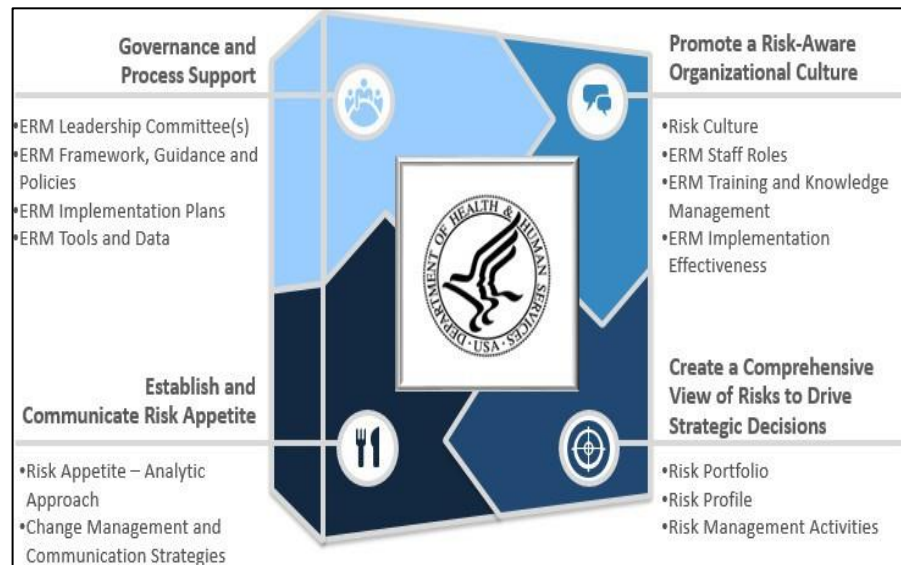 Governance and
Process Support
•ERM Leadership Committee(s)
•ERM Framework, Guidance and
Policies
•ERM Implementation Plans
•ERM Tools and Data
Promote a Risk-Aware
Organizational Culture
•Risk Culture
•ERM Staff Roles
•ERM Training and Knowledge
Management
•ERM Implementation
Effectiveness
DEPARTMENT OF HEALTH & HUMAN SERVICES · USA ·
Establish and
Communicate Risk Appetite
•Risk Appetite – Analytic
Approach
•Change Management and
Communication Strategies
Create a Comprehensive
View of Risks to Drive
Strategic Decisions
•Risk Portfolio
•Risk Profile
•Risk Management Activities